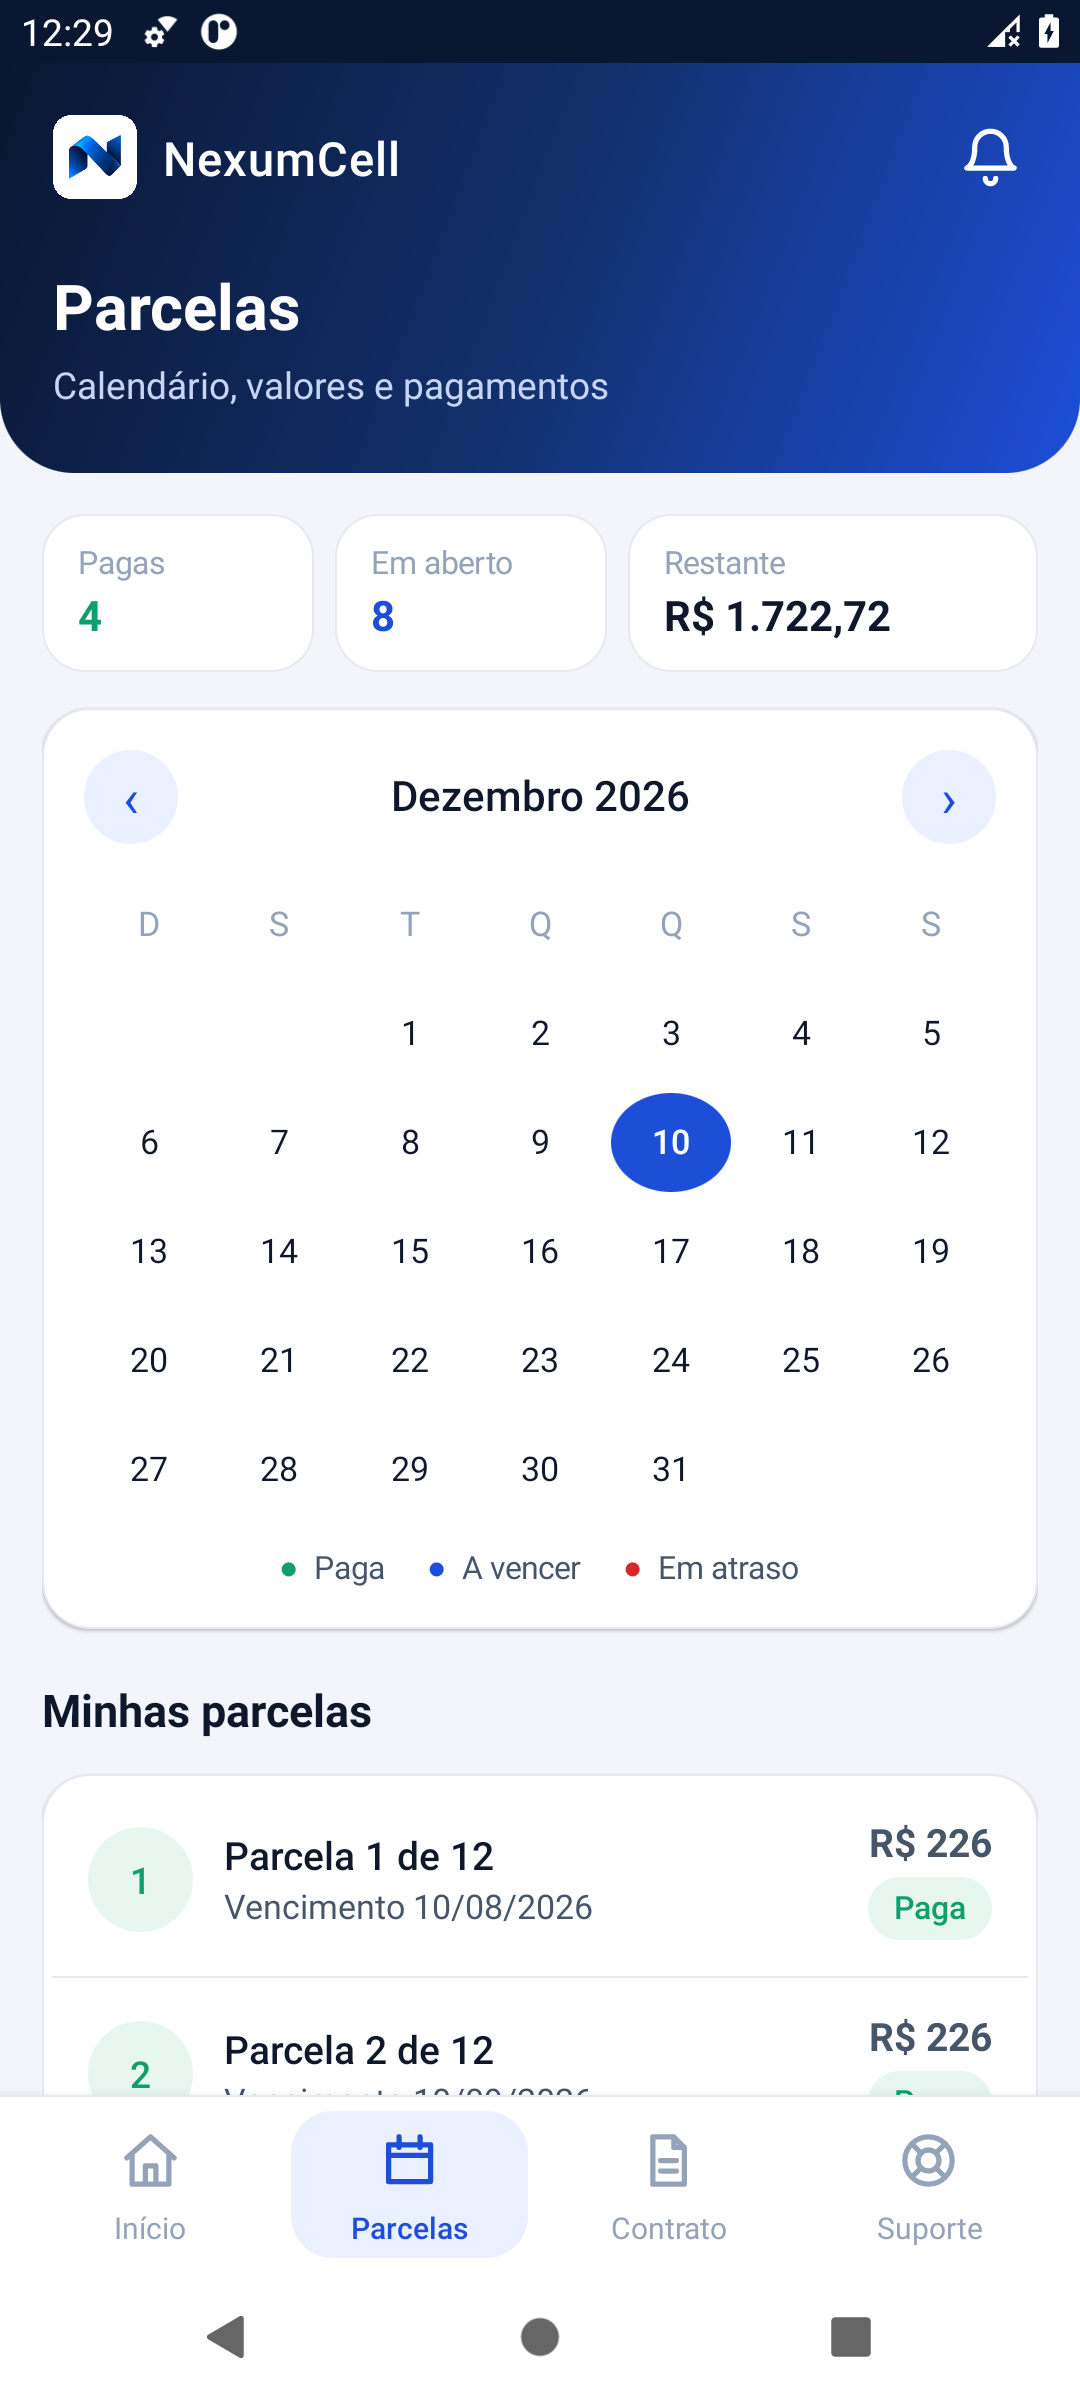 12:29
NexumCell
Parcelas
Calendário, valores e pagamentos
Pagas
4
Em aberto
8
Restante
R$ 1.722,72
‹ Dezembro 2026 ›
D S T Q Q S S
1 2 3 4 5
6 7 8 9 10 11 12
13 14 15 16 17 18 19
20 21 22 23 24 25 26
27 28 29 30 31
Paga A vencer Em atraso
Minhas parcelas
1
Parcela 1 de 12
Vencimento 10/08/2026
R$ 226
Paga
2
Parcela 2 de 12
R$ 226
Início Parcelas Contrato Suporte